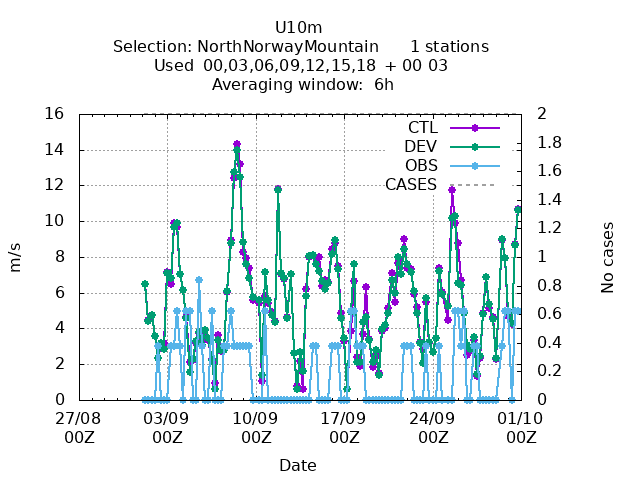 U10m
Selection: NorthNorwayMountain 1 stations
Used 00,03,06,09,12,15,18 + 00 03
Averaging window: 6h
m/s
16
14
12
10
8
6
4
2
0
2
1.8
1.6
1.4
1.2
1
0.8
0.6
0.4
0.2
0
No cases
CTL
DEV
OBS
CASES
27/08 03/09 10/09 17/09 24/09 01/10
00Z 00Z 00Z 00Z 00Z 00Z
Date